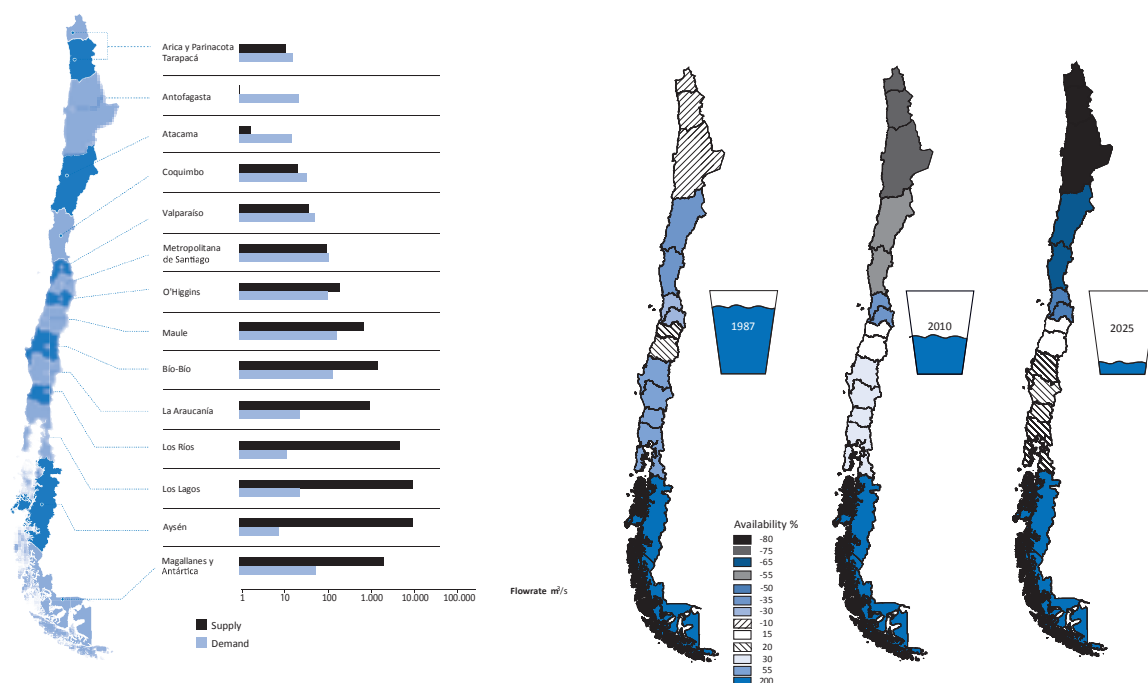 Arica y Parinacota
Tarapacá
Antofagasta
Atacama
Coquimbo
Valparaíso
Metropolitana
de Santiago
O'Higgins
Maule
Bío-Bío
La Araucanía
Los Ríos
Los Lagos
Aysén
Magallanes y
Antártica
1 10 100 1.000 10.000 100.000
Flowrate m³/s
Supply
Demand
1987
2010
2025
Availability %
-80
-75
-65
-55
-50
-35
-30
-10
15
20
30
55
200